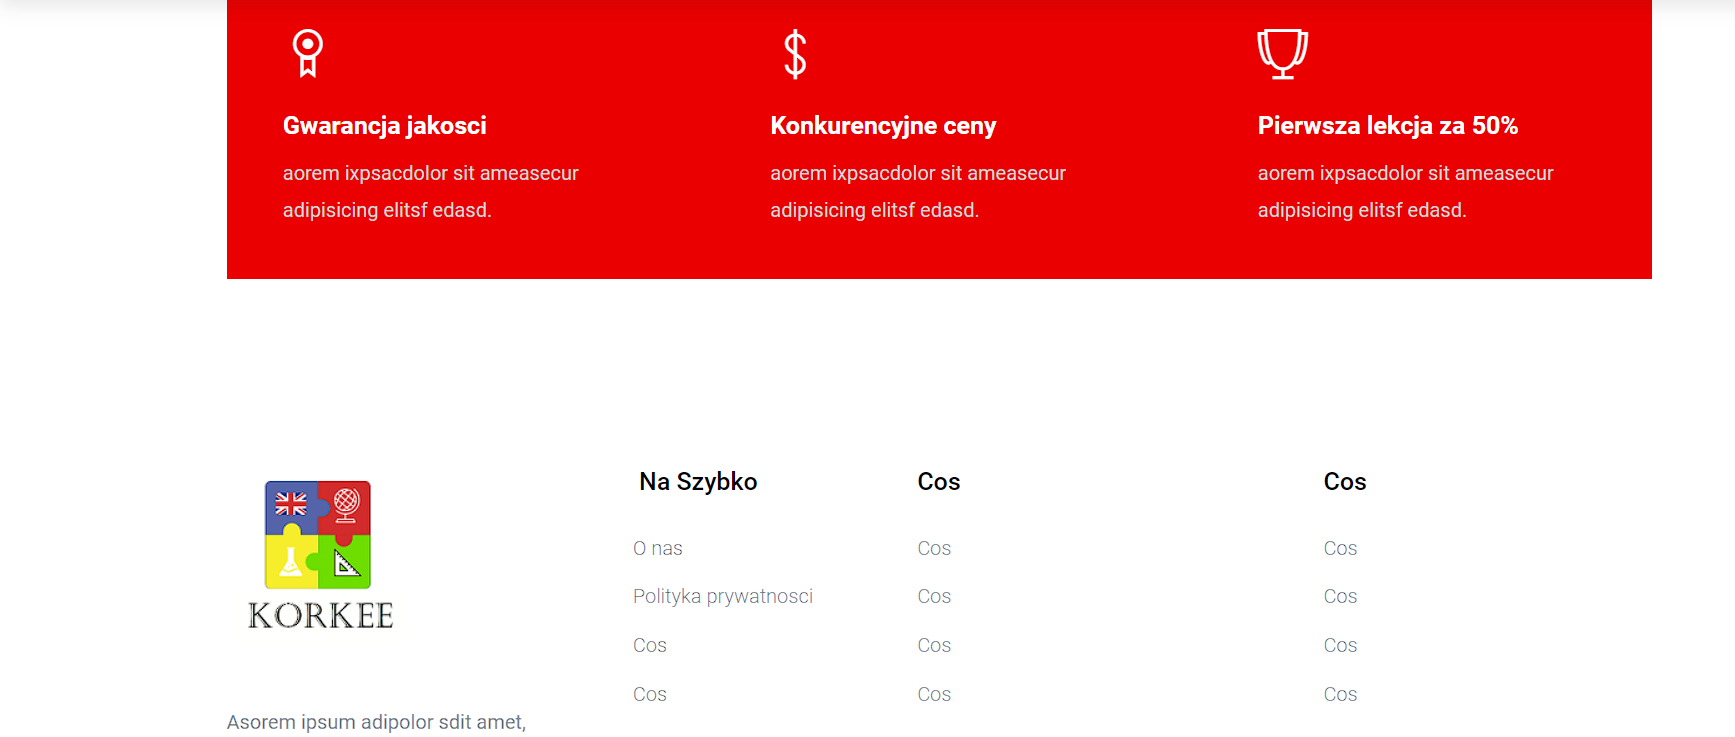 Gwarancja jakosci
aorem ixpsacdolor sit ameasecur
adipisicing elitsf edasd.
Konkurencyjne ceny
aorem ixpsacdolor sit ameasecur
adipisicing elitsf edasd.
Pierwsza lekcja za 50%
aorem ixpsacdolor sit ameasecur
adipisicing elitsf edasd.
KORKEE
Asorem ipsum adipolor sdit amet,
Na Szybko
O nas
Polityka prywatnosci
Cos
Cos
Cos
Cos
Cos
Cos
Cos
Cos
Cos
Cos
Cos
Cos